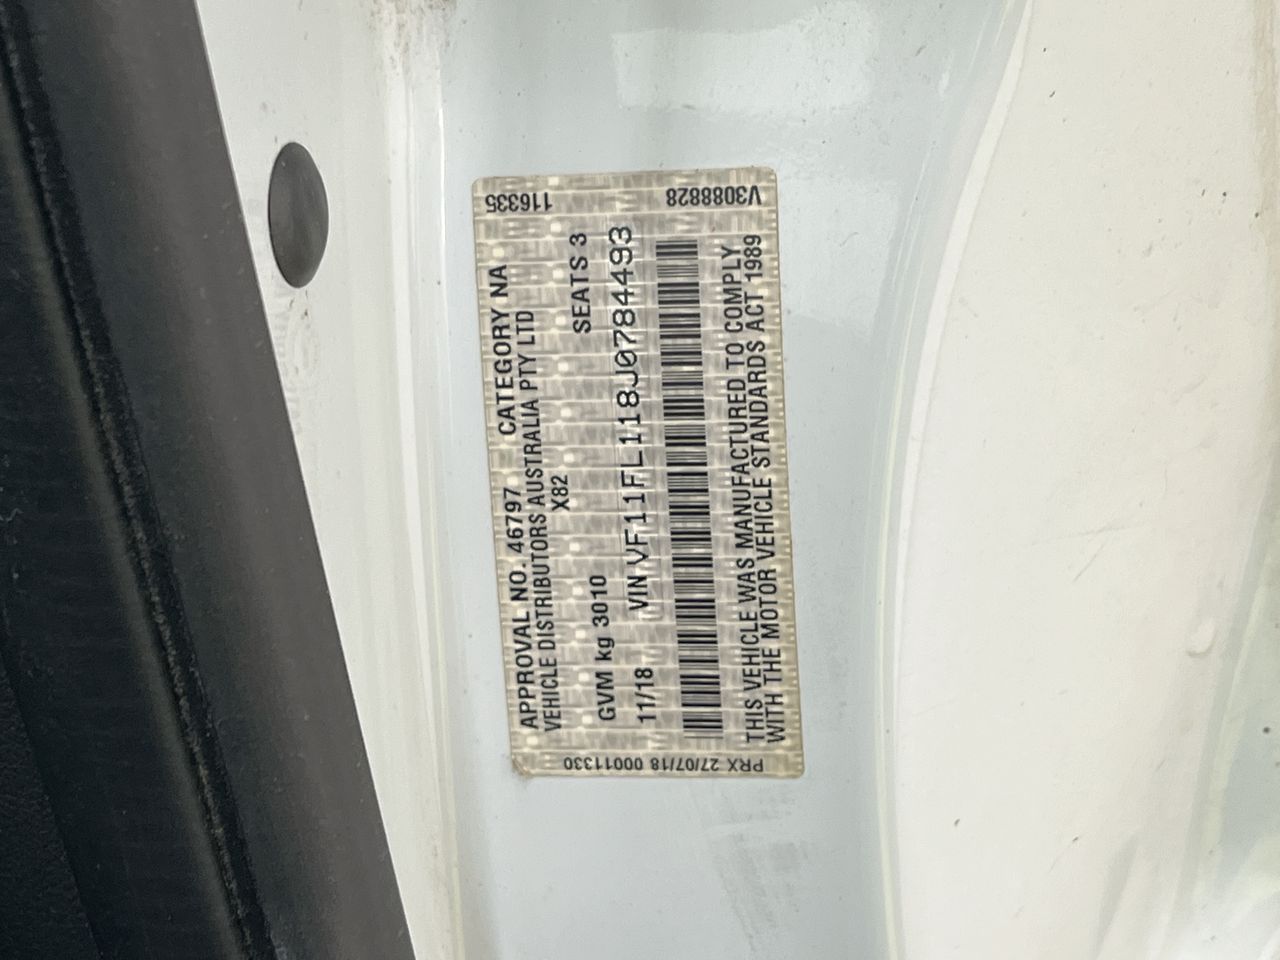 APPROVAL NO. 46797 CATEGORY NA
VEHICLE DISTRIBUTORS AUSTRALIA PTY LTD
X82
GVM kg 3010 SEATS 3
11/18 VIN VF11FL118J0784493
THIS VEHICLE WAS MANUFACTURED TO COMPLY
WITH THE MOTOR VEHICLE STANDARDS ACT 1989
116335
V3088828
PRX 27/07/18 00011330